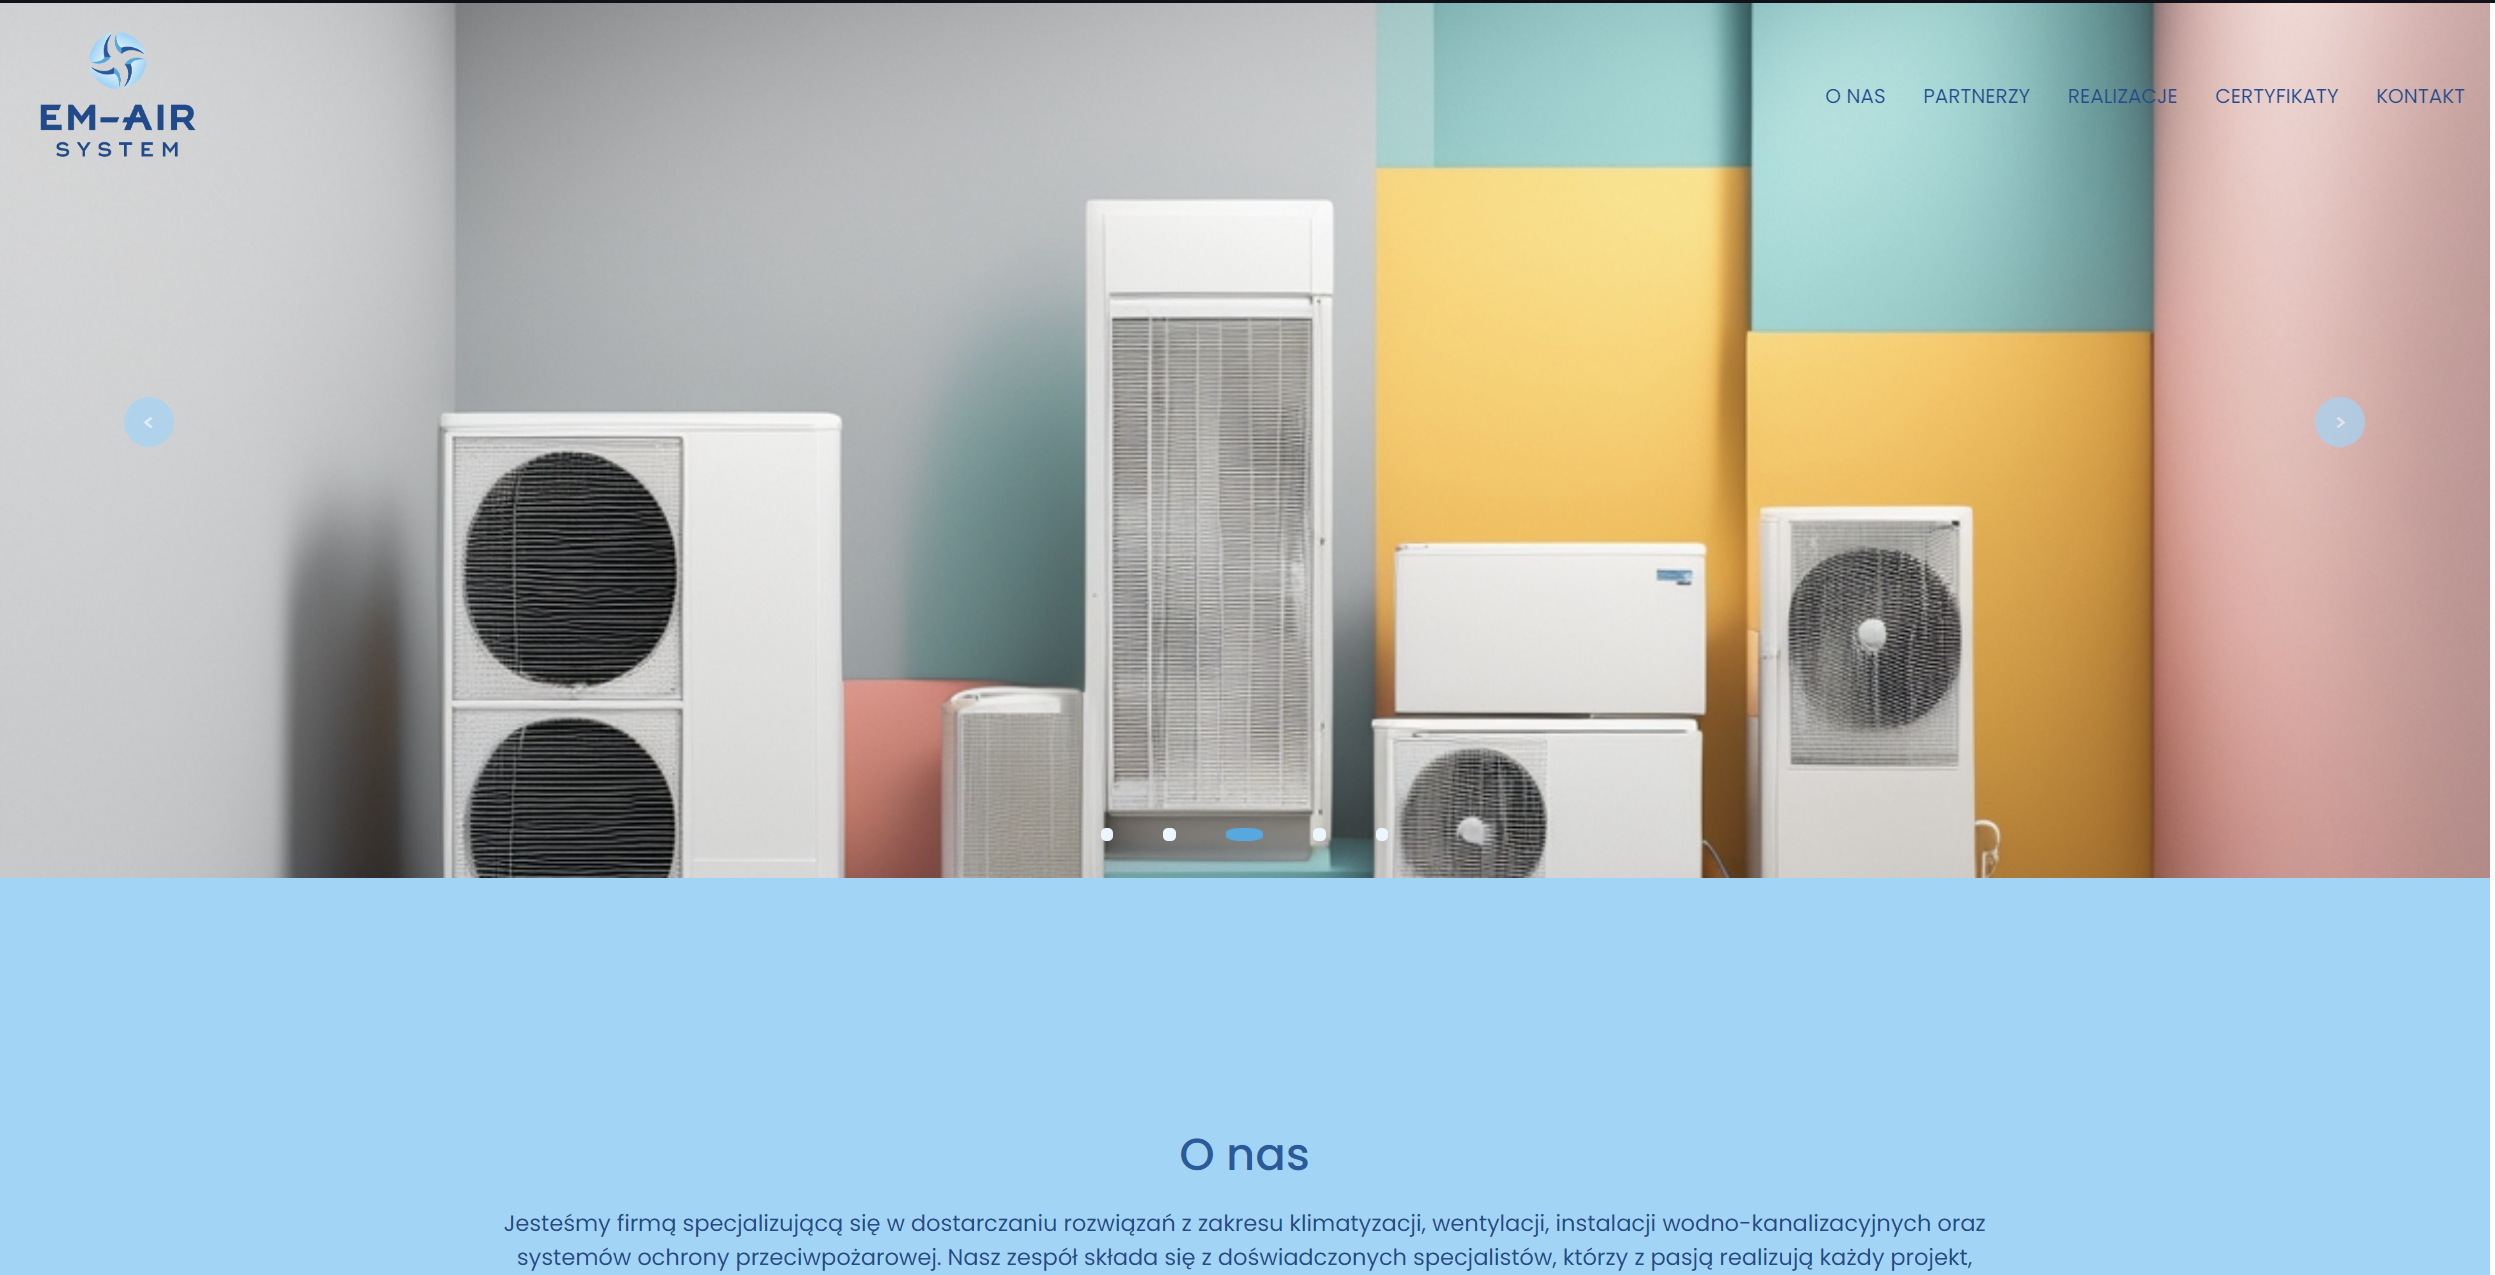 EM-AIR
SYSTEM
O NAS PARTNERZY REALIZACJE CERTYFIKATY KONTAKT
O nas
Jesteśmy firmą specjalizującą się w dostarczaniu rozwiązań z zakresu klimatyzacji, wentylacji, instalacji wodno-kanalizacyjnych oraz
systemów ochrony przeciwpożarowej. Nasz zespół składa się z doświadczonych specjalistów, którzy z pasją realizują każdy projekt,